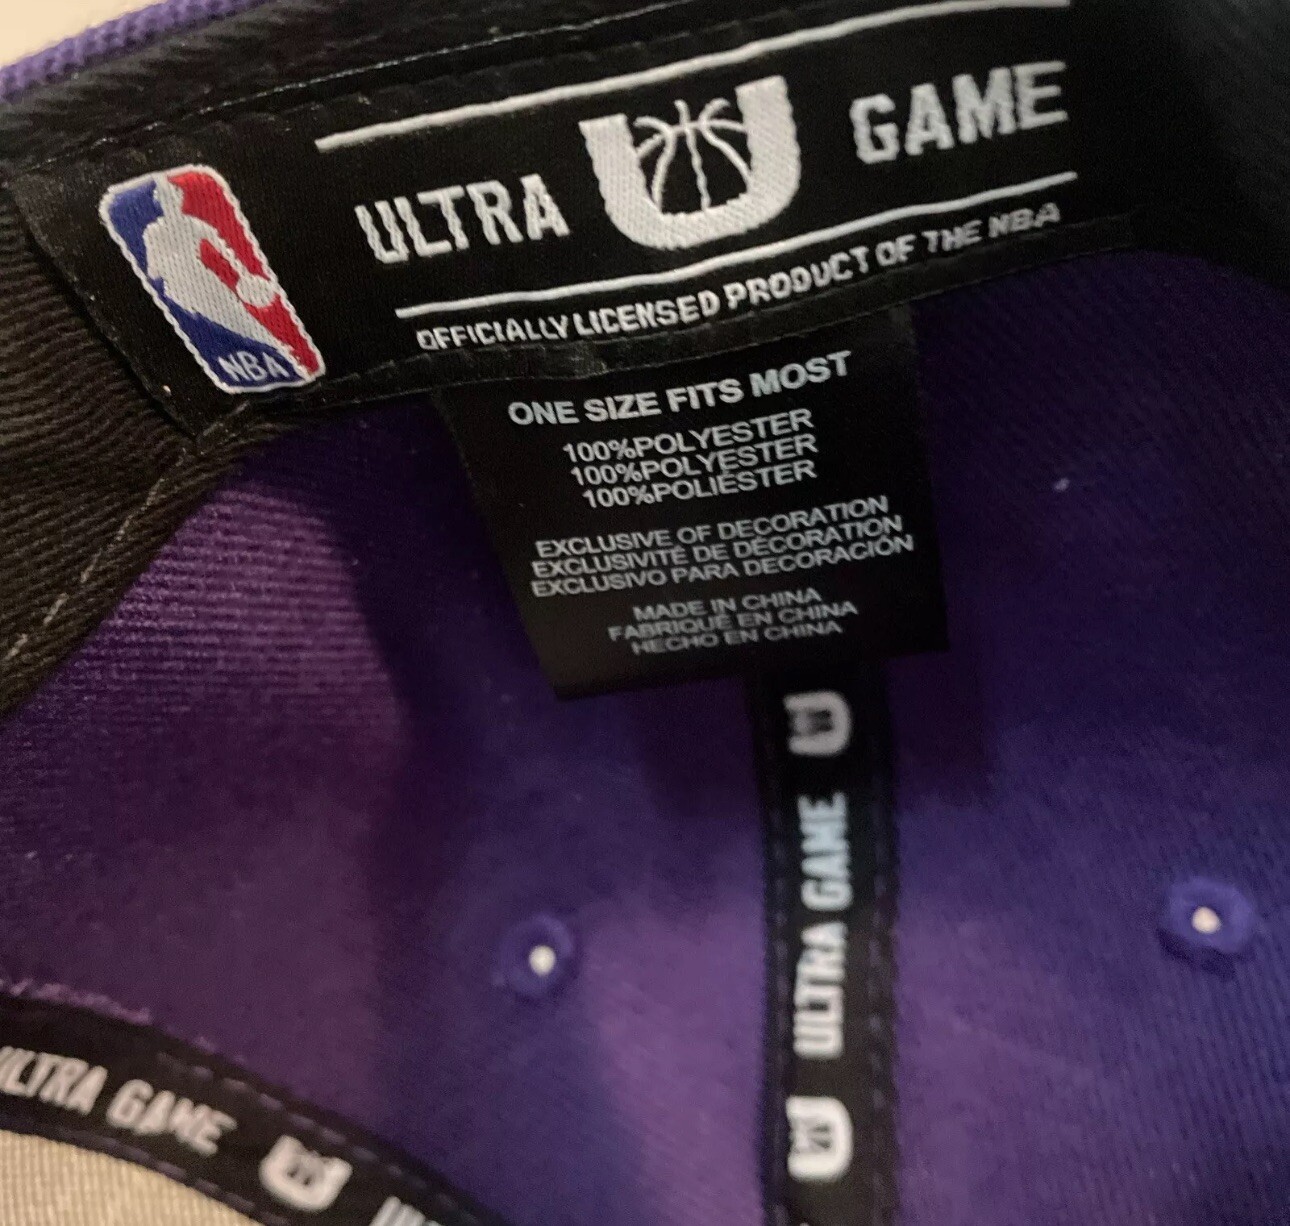 ULTRA U GAME
OFFICIALLY LICENSED PRODUCT OF THE NBA
NBA
ONE SIZE FITS MOST
100%POLYESTER
100%POLYESTER
100%POLIÉSTER
EXCLUSIVE OF DECORATION
EXCLUSIVITÉ DE DÉCORATION
EXCLUSIVO PARA DECORACIÓN
MADE IN CHINA
FABRIQUÉ EN CHINA
HECHO EN CHINA
U ULTRA GAME U
ULTRA GAME U